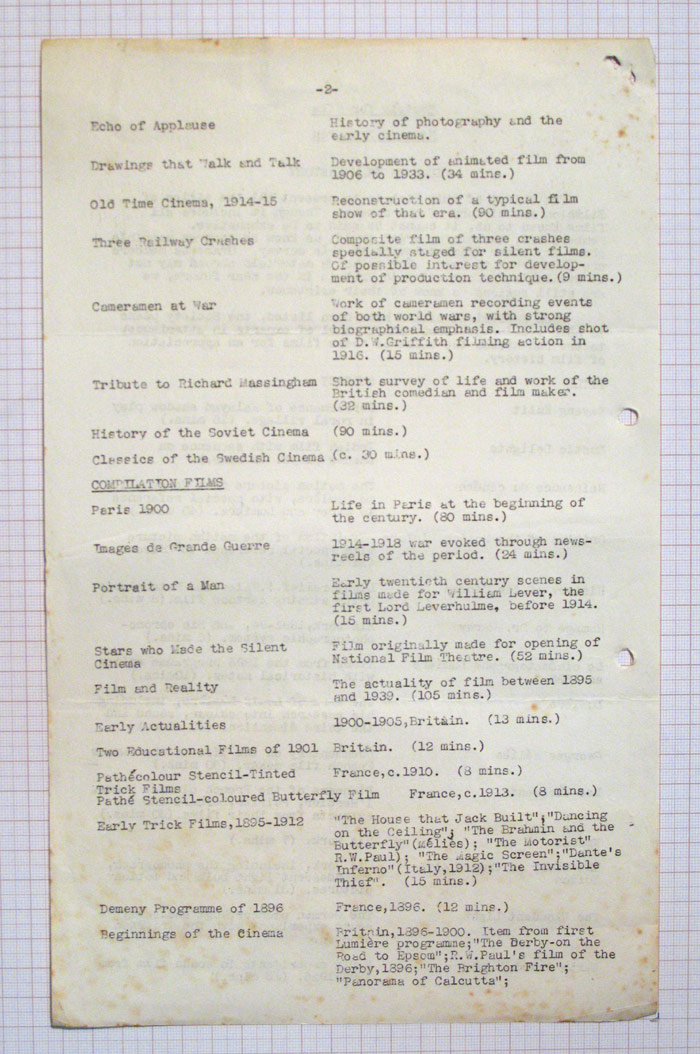 -2-
Echo of Applause History of photography and the
early cinema.
Drawings that Walk and Talk Development of animated film from
1906 to 1933. (34 mins.)
Old Time Cinema, 1914-15 Reconstruction of a typical film
show of that era. (90 mins.)
Three Railway Crashes Composite film of three crashes
specially staged for silent films.
Of possible interest for develop-
ment of production technique.(9 mins.)
Cameramen at War Work of cameramen recording events
of both world wars, with strong
biographical emphasis. Includes shot
of D.W.Griffith filming action in
1916. (15 mins.)
Tribute to Richard Massingham Short survey of life and work of the
British comedian and film maker.
(32 mins.)
History of the Soviet Cinema (90 mins.)
Classics of the Swedish Cinema (c. 30 mins.)
COMPILATION FILMS
Paris 1900 Life in Paris at the beginning of
the century. (80 mins.)
Images de Grande Guerre 1914-1918 war evoked through news-
reels of the period. (24 mins.)
Portrait of a Man Early twentieth century scenes in
films made for William Lever, the
first Lord Leverhulme, before 1914.
(15 mins.)
Stars who Made the Silent Film originally made for opening of
Cinema National Film Theatre. (52 mins.)
Film and Reality The actuality of film between 1895
and 1939. (105 mins.)
Early Actualities 1900-1905,Britain. (13 mins.)
Two Educational Films of 1901 Britain. (12 mins.)
Pathécolour Stencil-Tinted France,c.1910. (8 mins.)
Trick Films
Pathé Stencil-coloured Butterfly Film France,c.1913. (8 mins.)
Early Trick Films,1895-1912 "The House that Jack Built";"Dancing
on the Ceiling"; "The Brahmin and the
Butterfly"(Méliès); "The Motorist"
R.W.Paul); "The Magic Screen";"Dante's
Inferno"(Italy,1912);"The Invisible
Thief". (15 mins.)
Demeny Programme of 1896 France,1896. (12 mins.)
Beginnings of the Cinema Britain,1896-1900. Item from first
Lumière programme;"The Derby-on the
Road to Epsom";R.W.Paul's film of the
Derby,1896;"The Brighton Fire";
"Panorama of Calcutta";